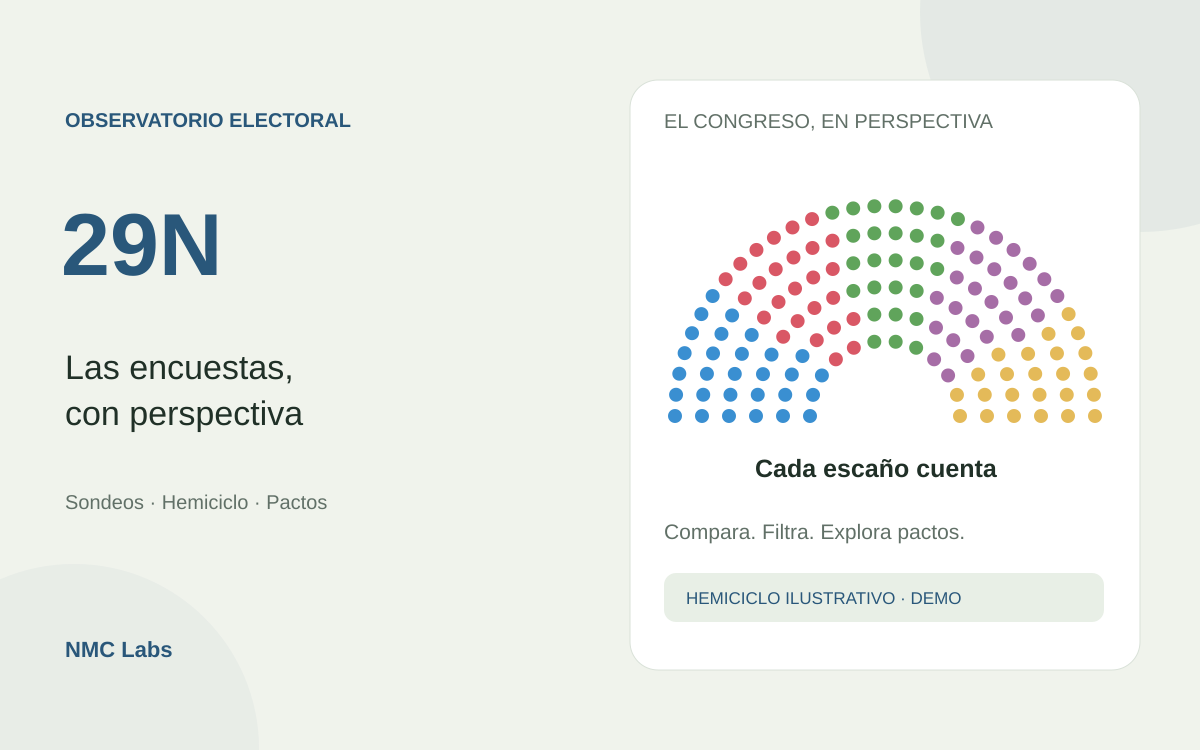 OBSERVATORIO ELECTORAL
29N
Las encuestas,
con perspectiva
Sondeos · Hemiciclo · Pactos
NMC Labs
EL CONGRESO, EN PERSPECTIVA
Cada escaño cuenta
Compara. Filtra. Explora pactos.
HEMICICLO ILUSTRATIVO · DEMO